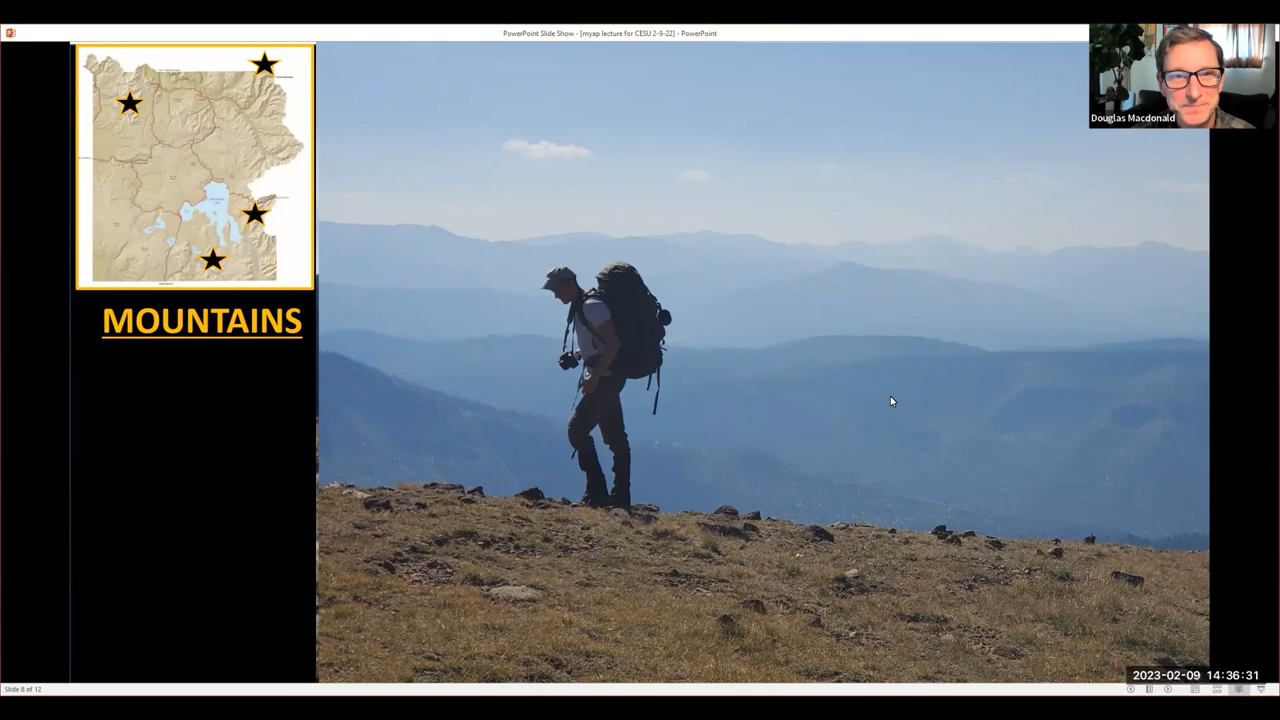 PowerPoint Slide Show - [myap lecture for CESU 2-9-22] - PowerPoint
Douglas Macdonald
MOUNTAINS
2023-02-09 14:36:31
Slide 8 of 12